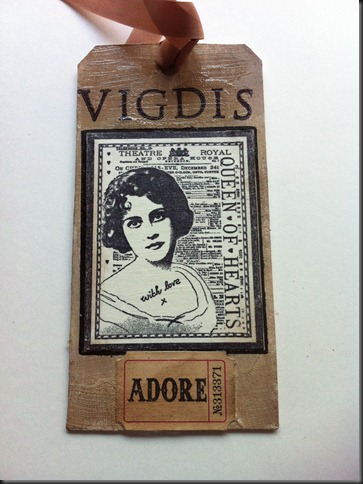 VIGDIS
THEATRE ROYAL
AND OPERA HOUSE
QUEEN OF HEARTS
with love
x
ADORE
№313371